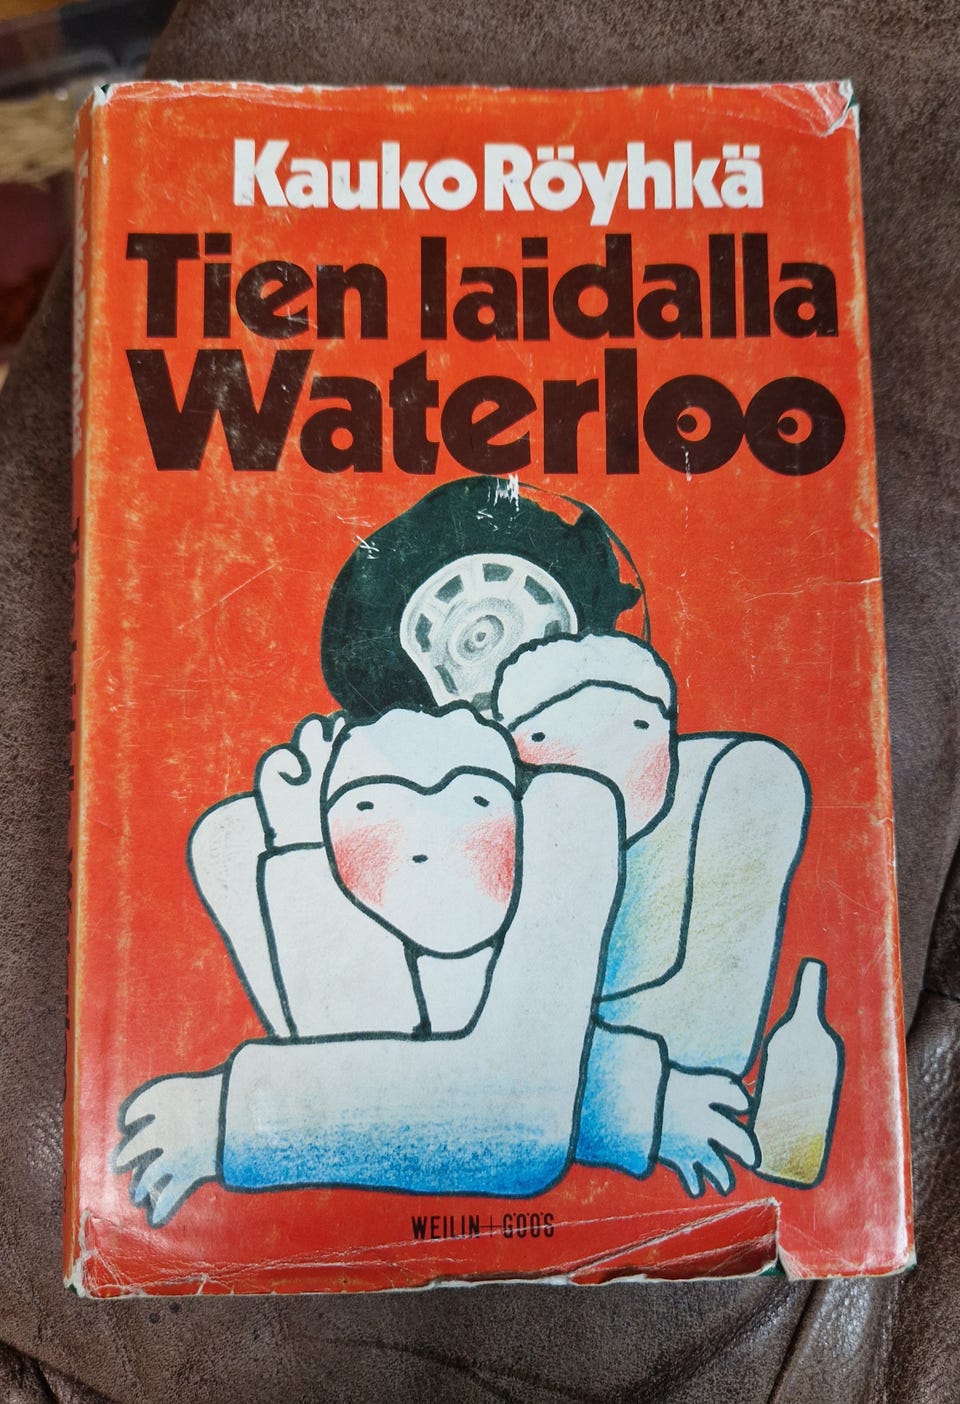 Kauko Röyhkä
Tien laidalla
Waterloo
WEILIN+GÖÖS